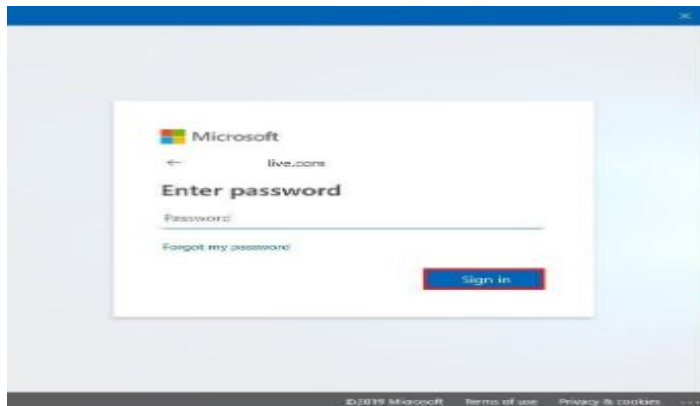 Microsoft
← live.com
Enter password
Password
Forgot my password
Sign in
©2019 Microsoft Terms of use Privacy & cookies ...